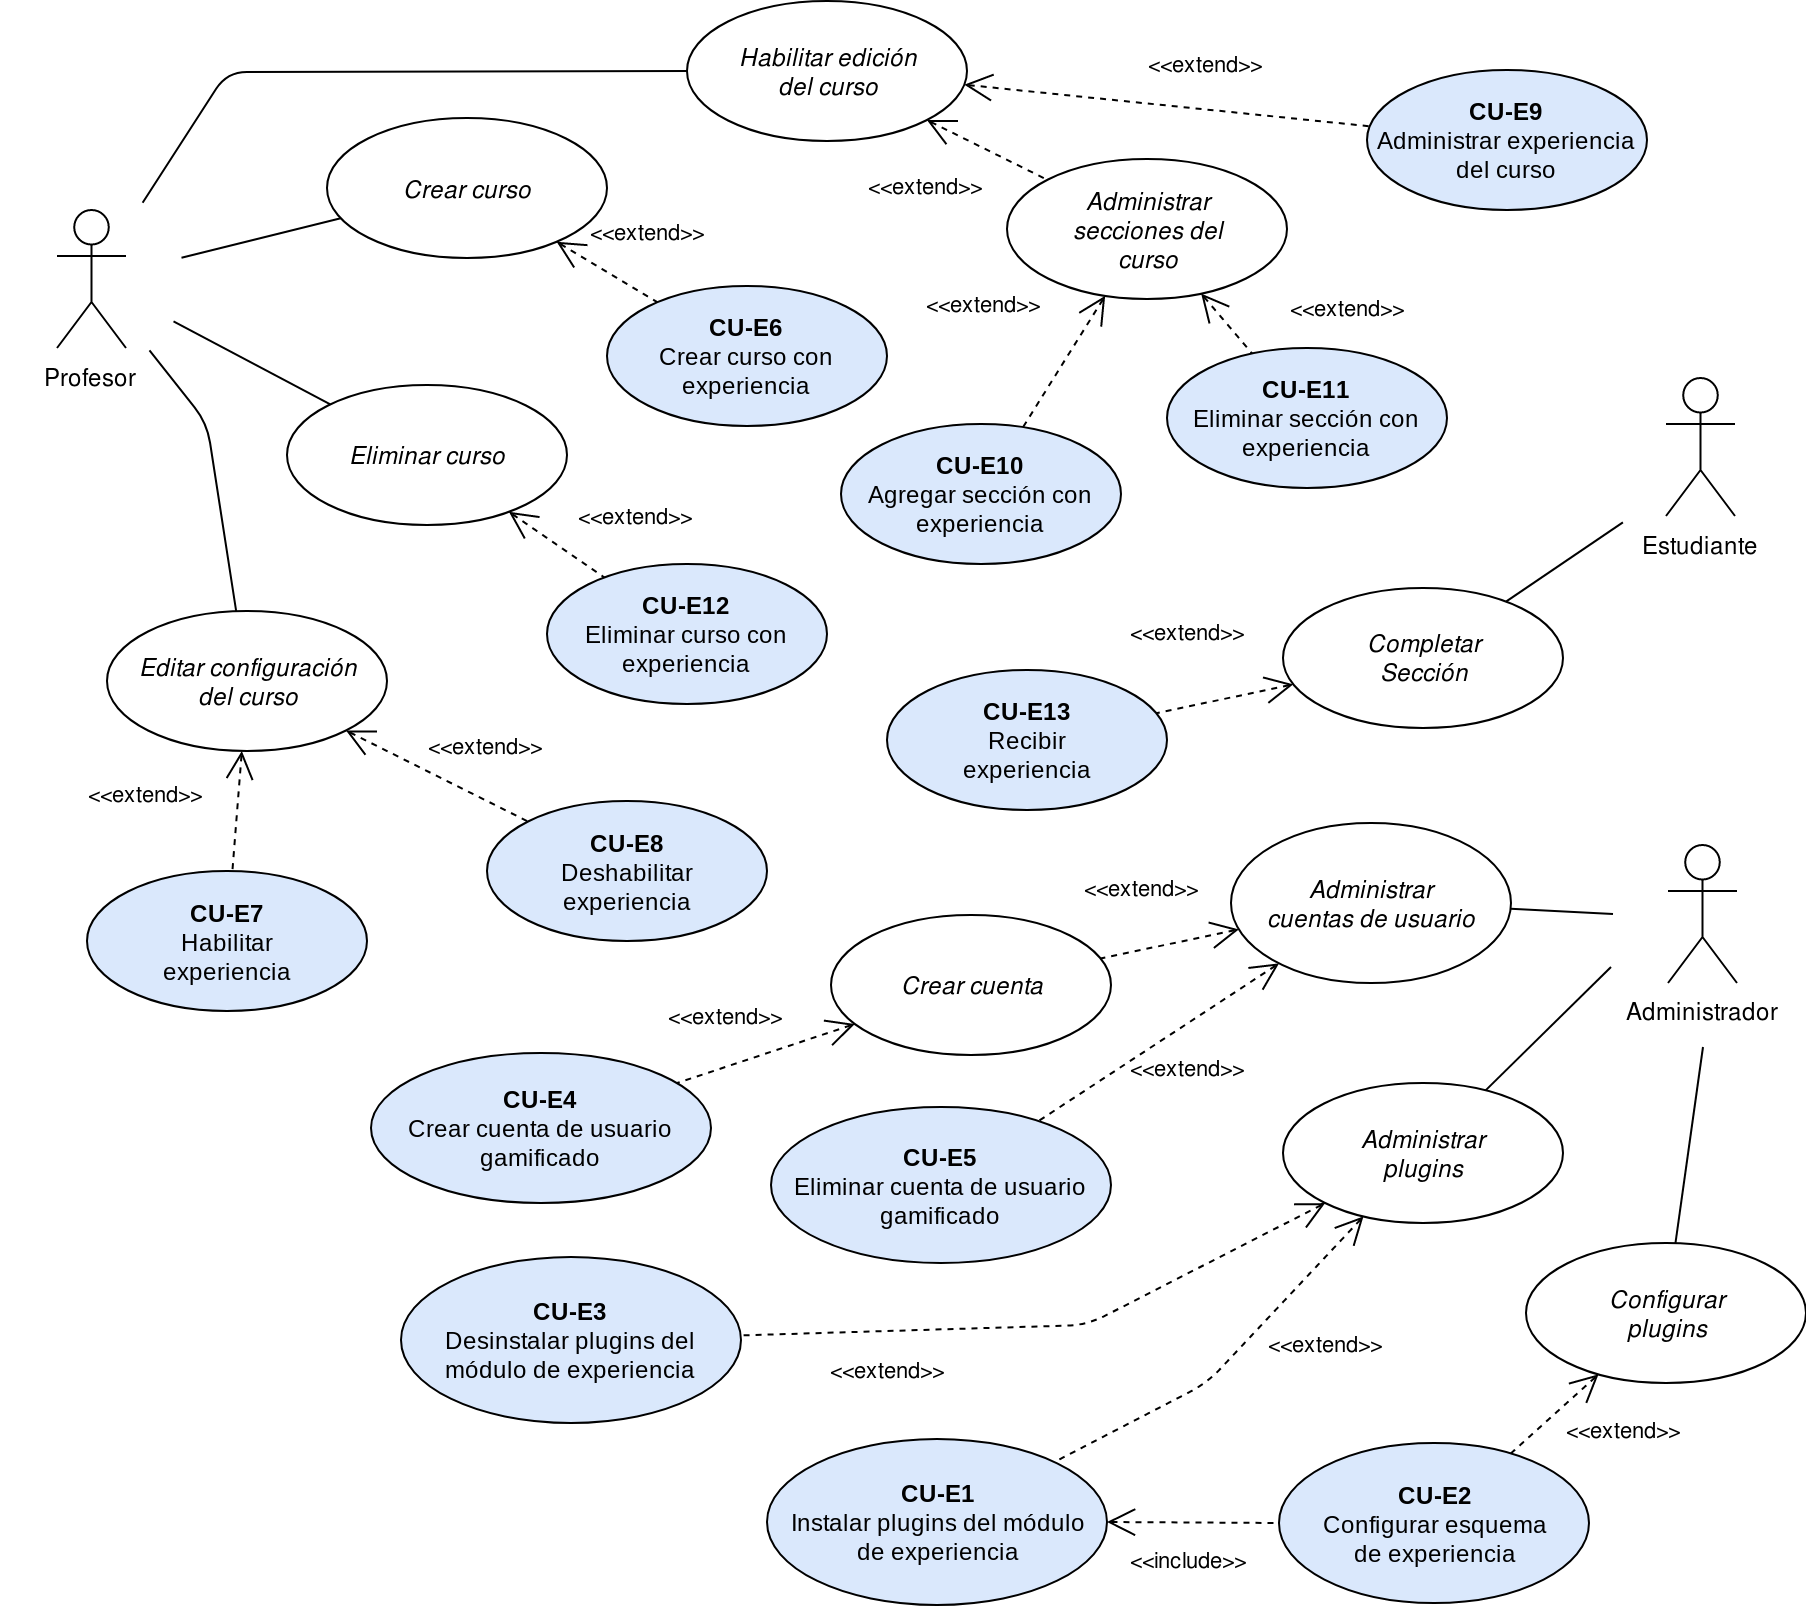 Habilitar edición
del curso
<<extend>>
CU-E9
Administrar experiencia
del curso
Crear curso
<<extend>>
Administrar
secciones del
curso
<<extend>>
Profesor
CU-E6
Crear curso con
experiencia
<<extend>>
<<extend>>
CU-E11
Eliminar sección con
experiencia
Eliminar curso
CU-E10
Agregar sección con
experiencia
Estudiante
<<extend>>
CU-E12
Eliminar curso con
experiencia
Editar configuración
del curso
<<extend>>
Completar
Sección
CU-E13
Recibir
experiencia
<<extend>>
<<extend>>
CU-E8
Deshabilitar
experiencia
CU-E7
Habilitar
experiencia
<<extend>>
Administrar
cuentas de usuario
Administrador
Crear cuenta
<<extend>>
<<extend>>
CU-E4
Crear cuenta de usuario
gamificado
CU-E5
Eliminar cuenta de usuario
gamificado
Administrar
plugins
CU-E3
Desinstalar plugins del
módulo de experiencia
<<extend>>
<<extend>>
Configurar
plugins
<<extend>>
CU-E1
Instalar plugins del módulo
de experiencia
CU-E2
Configurar esquema
de experiencia
<<include>>